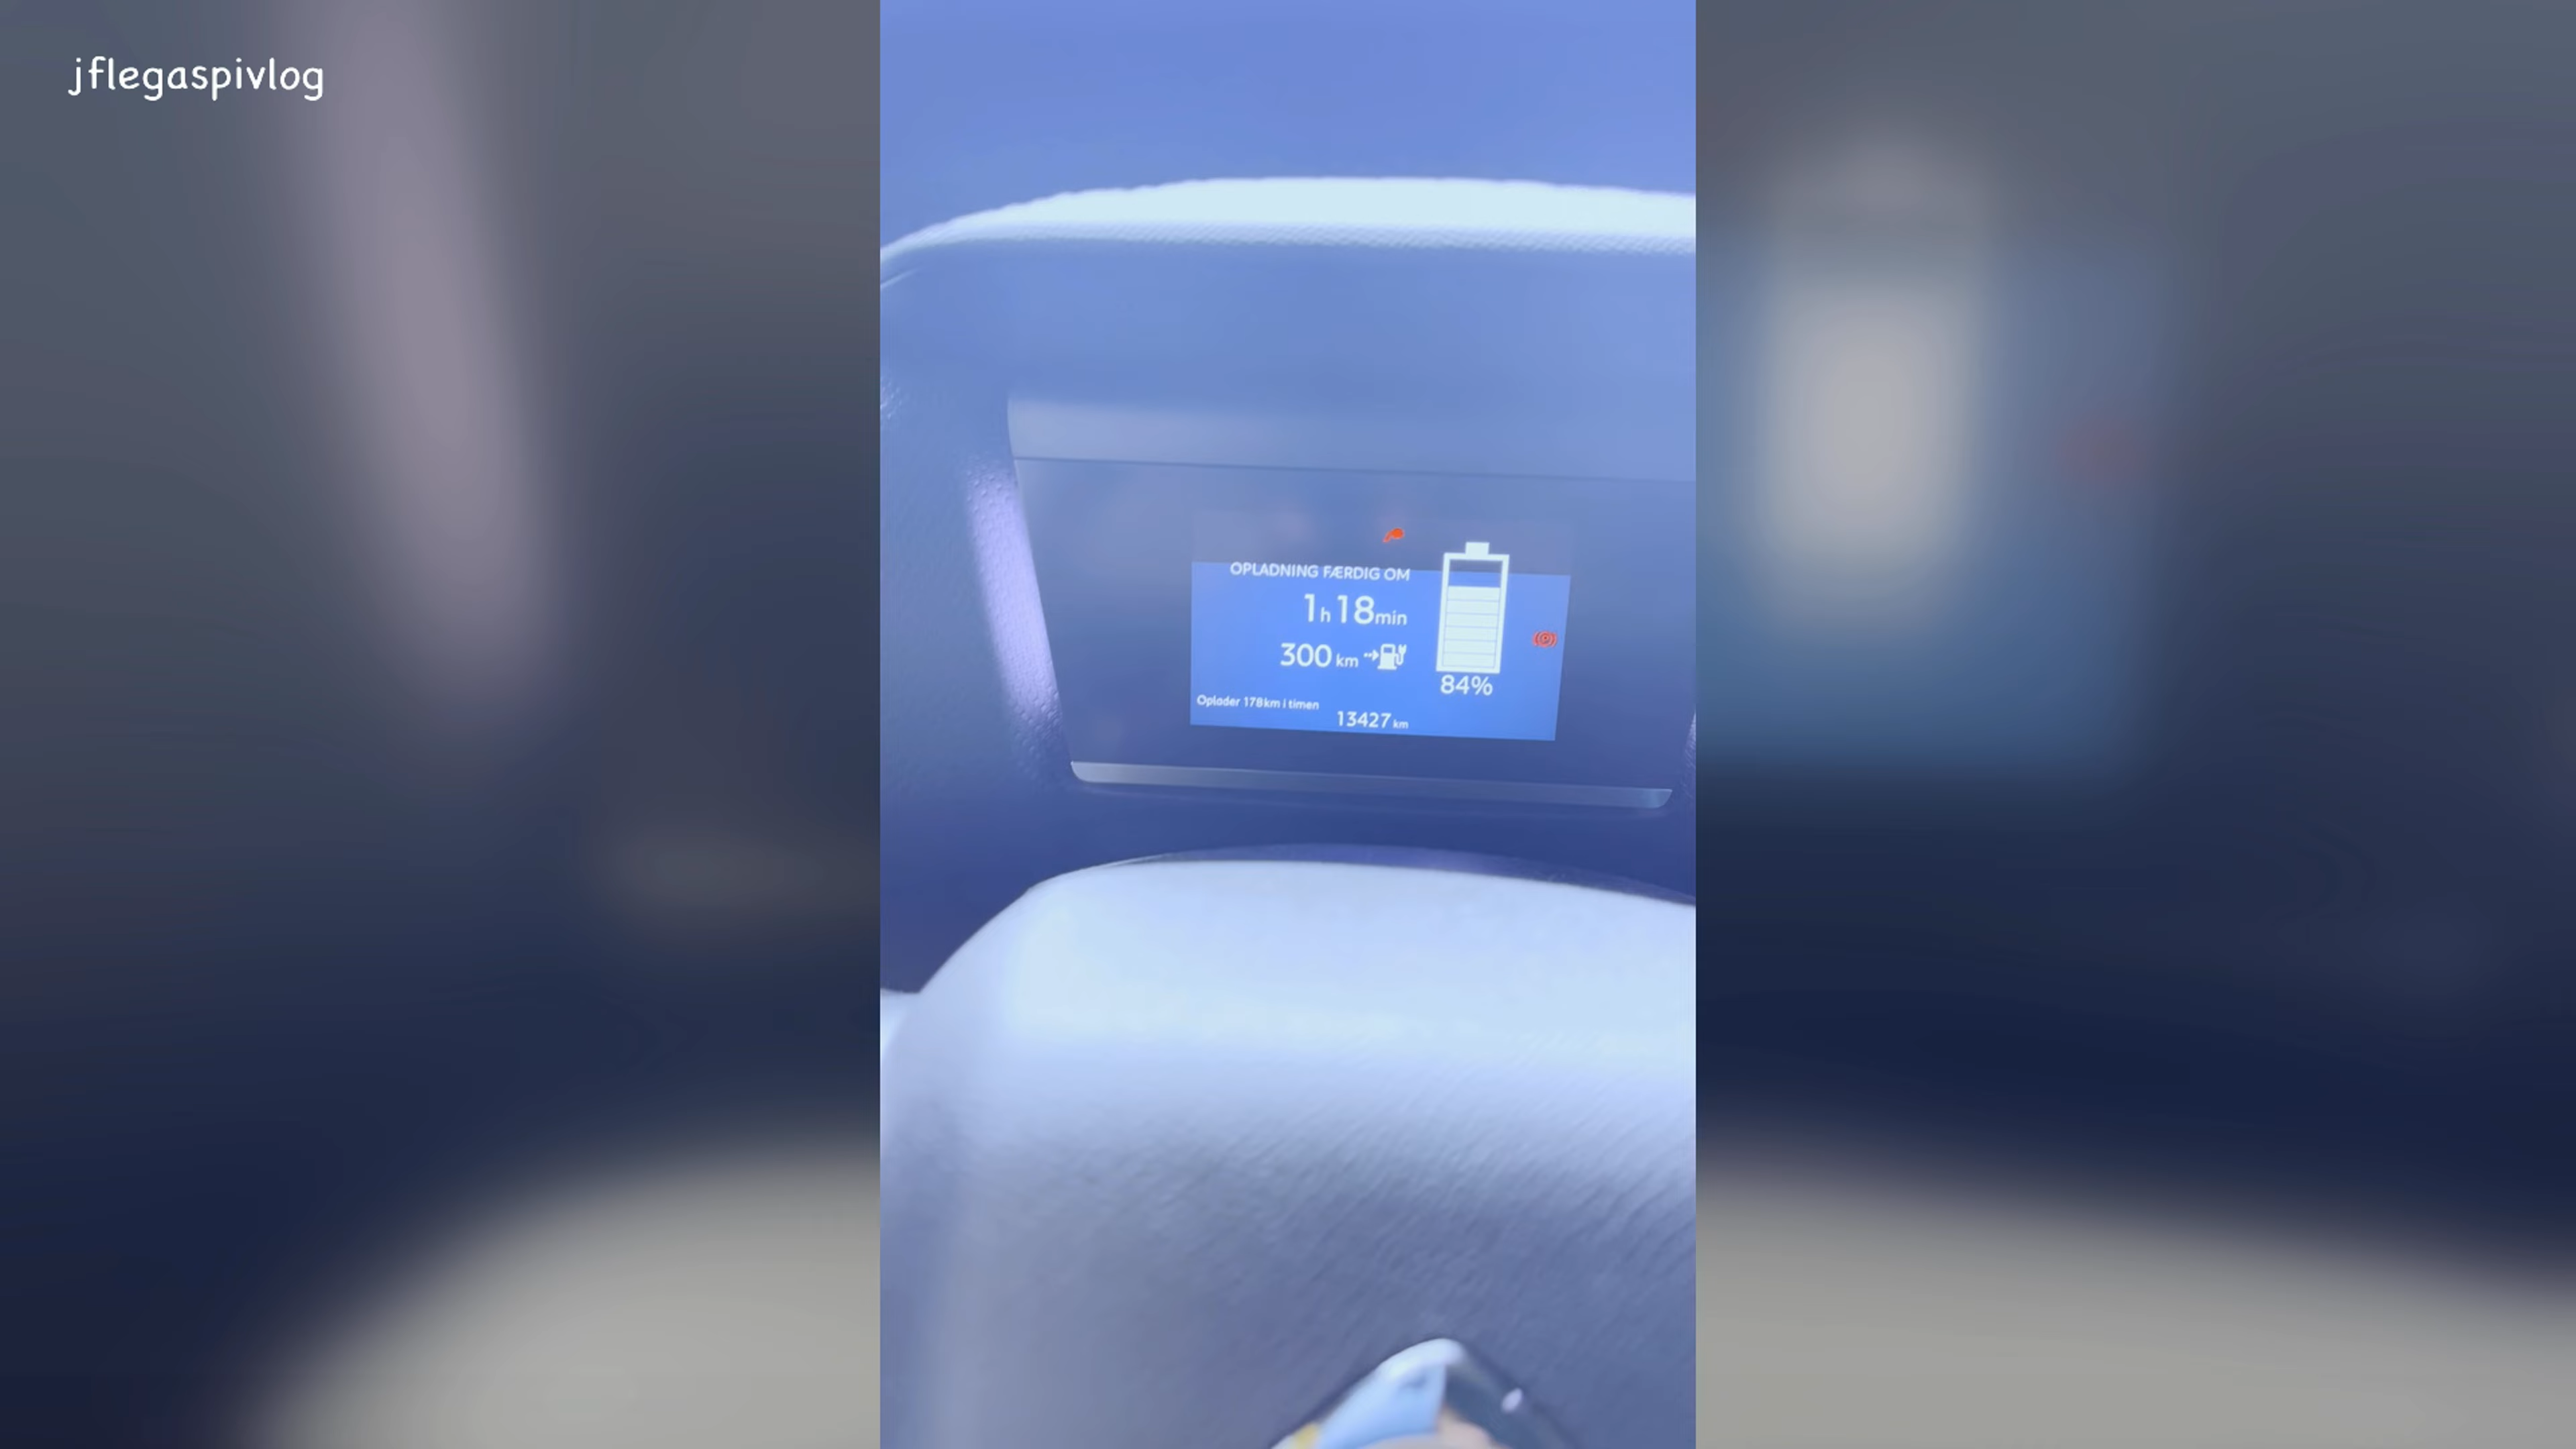 jflegaspivlog
OPLADNING FÆRDIG OM
1h 18min
300 km
84%
Oplader 178km i timen
13427 km